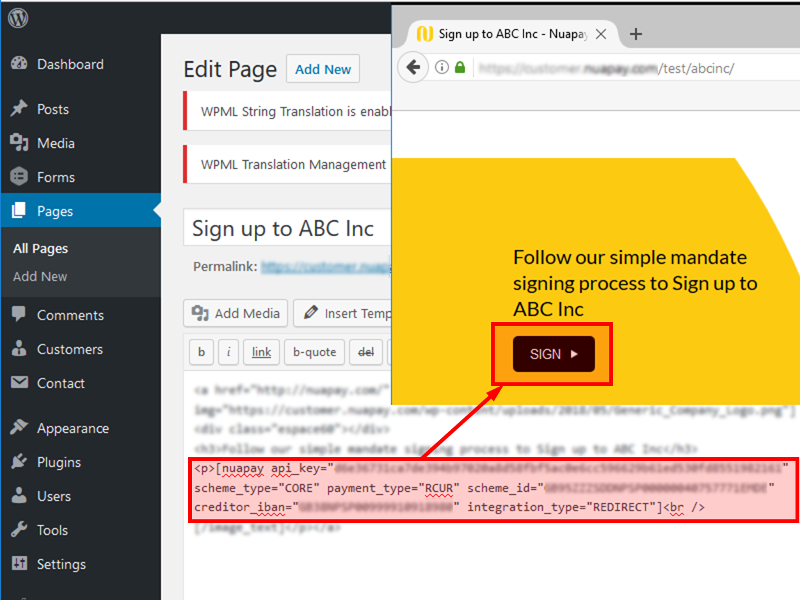 Dashboard
Posts
Media
Forms
Pages
All Pages
Add New
Comments
Customers
Contact
Appearance
Plugins
Users
Tools
Settings
Edit Page
Add New
WPML String Translation is enabl
WPML Translation Management
Sign up to ABC Inc
Permalink: https://customer.nuapay
Add Media
Insert Temp
b
i
link
b-quote
del
<a href="http://nuapay.com/"
img="https://customer.nuapay.com/wp-content/uploads/2018/05/Generic_Company_Logo.png"]
<div class="espace60"></div>
<h3>Follow our simple mandate signing process to Sign up to ABC Inc</h3>
<p>[nuapay api_key="
scheme_type="CORE" payment_type="RCUR" scheme_id="
creditor_iban=" " integration_type="REDIRECT"]<br />
[/image_text]</p></a>
Sign up to ABC Inc - Nuapay
https://customer.nuapay.com/test/abcinc/
Follow our simple mandate
signing process to Sign up to
ABC Inc
SIGN